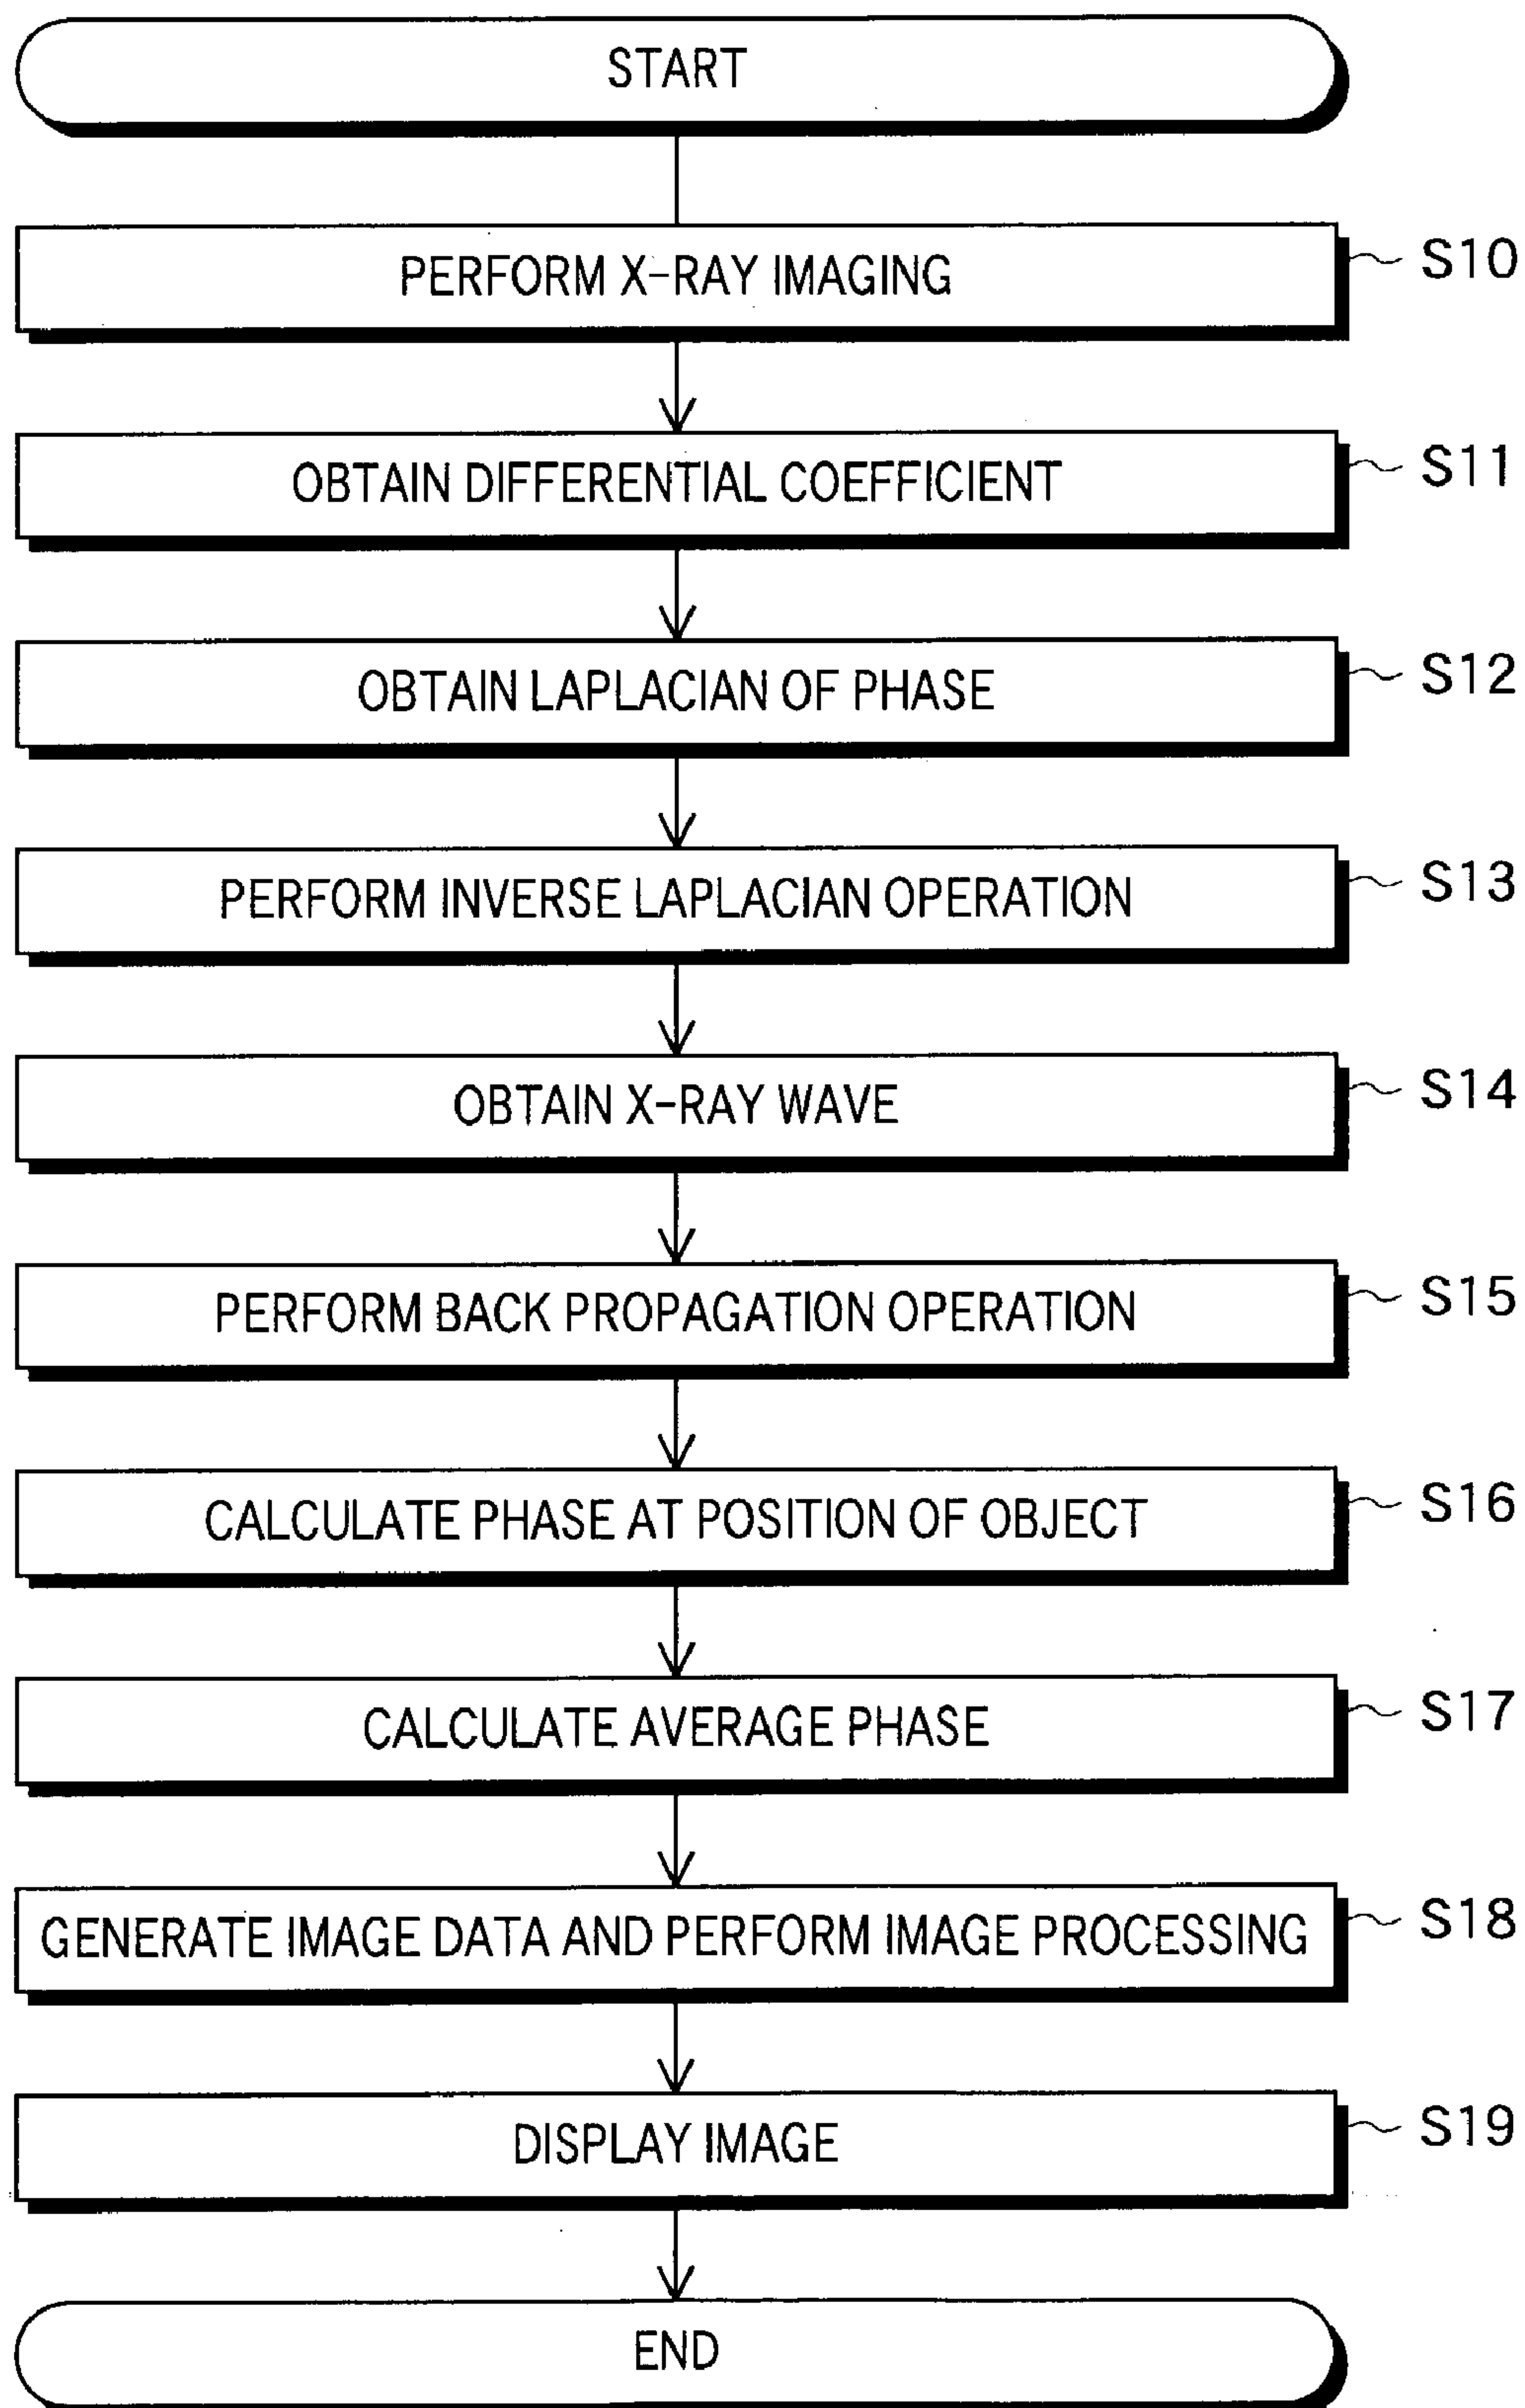 START
PERFORM X-RAY IMAGING
S10
OBTAIN DIFFERENTIAL COEFFICIENT
S11
OBTAIN LAPLACIAN OF PHASE
S12
PERFORM INVERSE LAPLACIAN OPERATION
S13
OBTAIN X-RAY WAVE
S14
PERFORM BACK PROPAGATION OPERATION
S15
CALCULATE PHASE AT POSITION OF OBJECT
S16
CALCULATE AVERAGE PHASE
S17
GENERATE IMAGE DATA AND PERFORM IMAGE PROCESSING
S18
DISPLAY IMAGE
S19
END